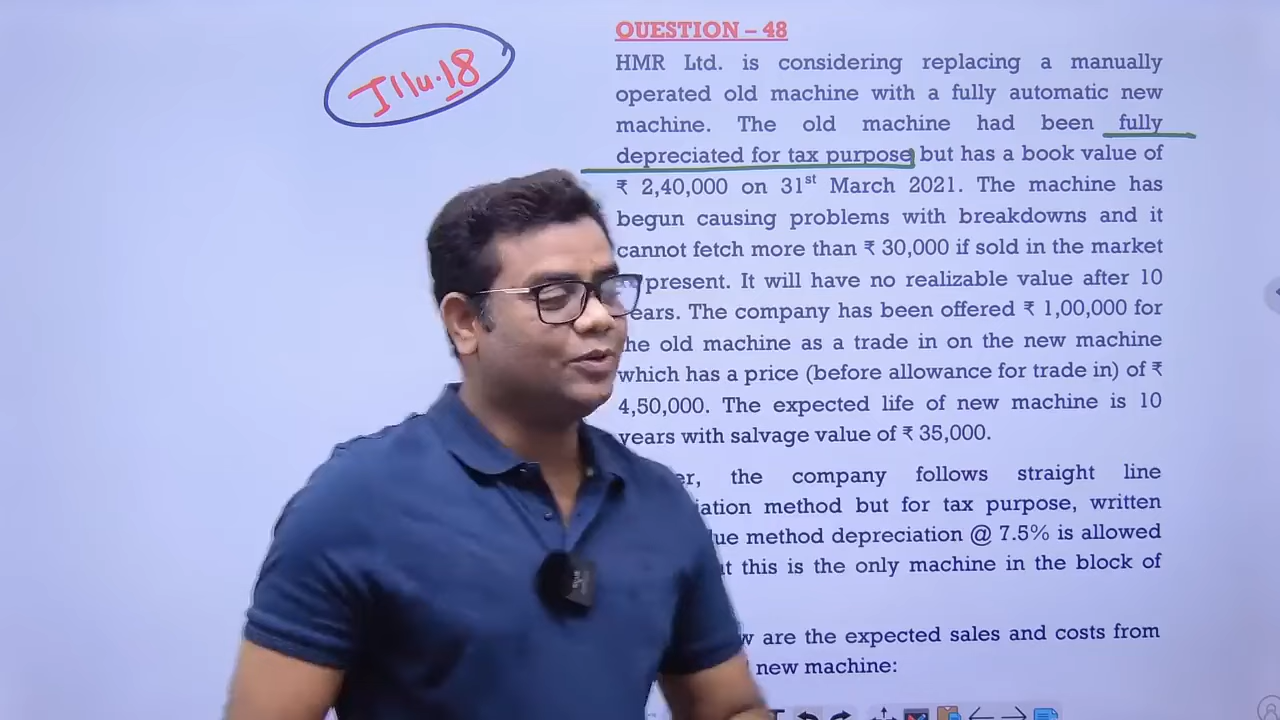 Illu.18
QUESTION – 48
HMR Ltd. is considering replacing a manually
operated old machine with a fully automatic new
machine. The old machine had been fully
depreciated for tax purpose but has a book value of
₹ 2,40,000 on 31st March 2021. The machine has
begun causing problems with breakdowns and it
cannot fetch more than ₹ 30,000 if sold in the market
present. It will have no realizable value after 10
ears. The company has been offered ₹ 1,00,000 for
he old machine as a trade in on the new machine
which has a price (before allowance for trade in) of ₹
4,50,000. The expected life of new machine is 10
years with salvage value of ₹ 35,000.
er, the company follows straight line
iation method but for tax purpose, written
ue method depreciation @ 7.5% is allowed
t this is the only machine in the block of
w are the expected sales and costs from
new machine: